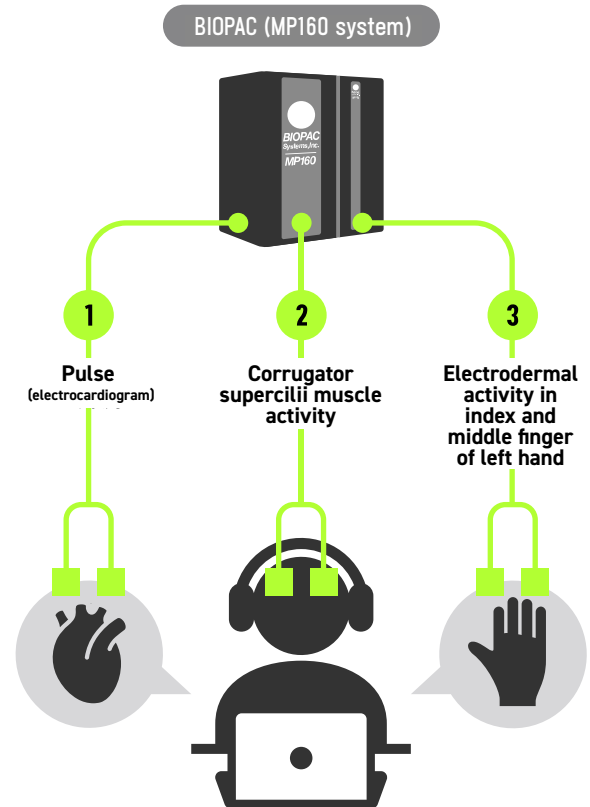 BIOPAC (MP160 system)
BIOPAC
Systems,Inc.
MP160
1
Pulse
(electrocardiogram)
2
Corrugator
supercilii muscle
activity
3
Electrodermal
activity in
index and
middle finger
of left hand